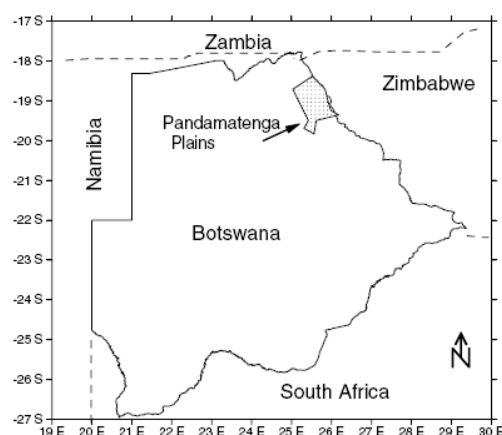 -17 S
-18 S
-19 S
-20 S
-21 S
-22 S
-23 S
-24 S
-25 S
-26 S
-27 S
Zambia
Zimbabwe
Namibia
Pandamatenga
Plains
Botswana
South Africa
N
19 E 20 E 21 E 22 E 23 E 24 E 25 E 26 E 27 E 28 E 29 E 30 E